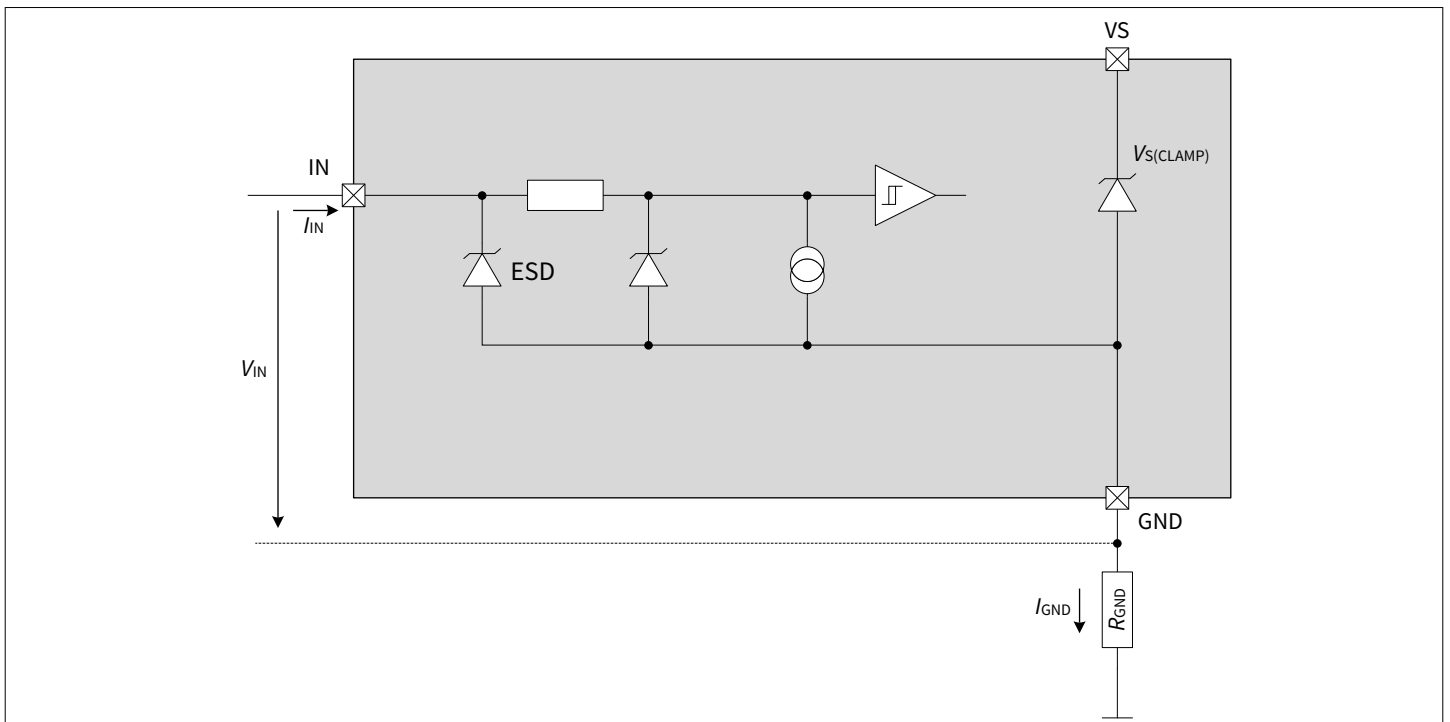 VS
VS(CLAMP)
IN
IIN
ESD
VIN
GND
IGND
RGND